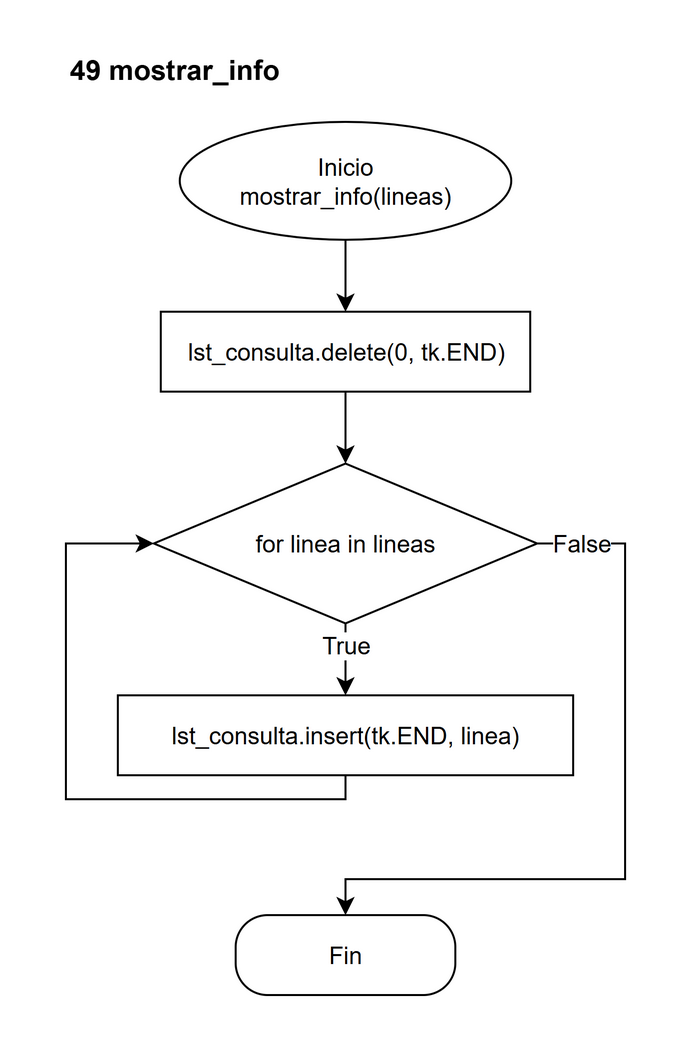 49 mostrar_info
Inicio
mostrar_info(lineas)
lst_consulta.delete(0, tk.END)
for linea in lineas
False
True
lst_consulta.insert(tk.END, linea)
Fin